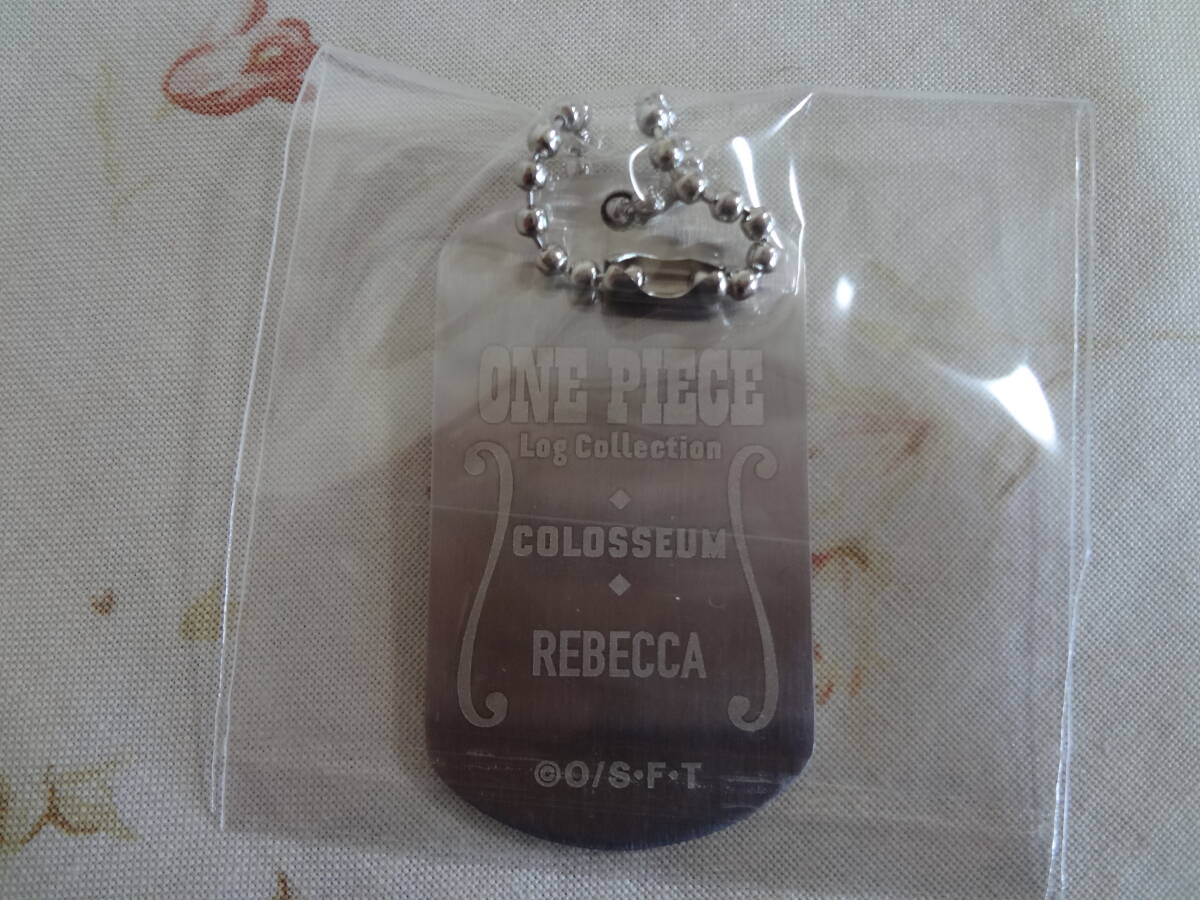 ONE PIECE
Log Collection
COLOSSEUM
REBECCA
©O/S・F・T